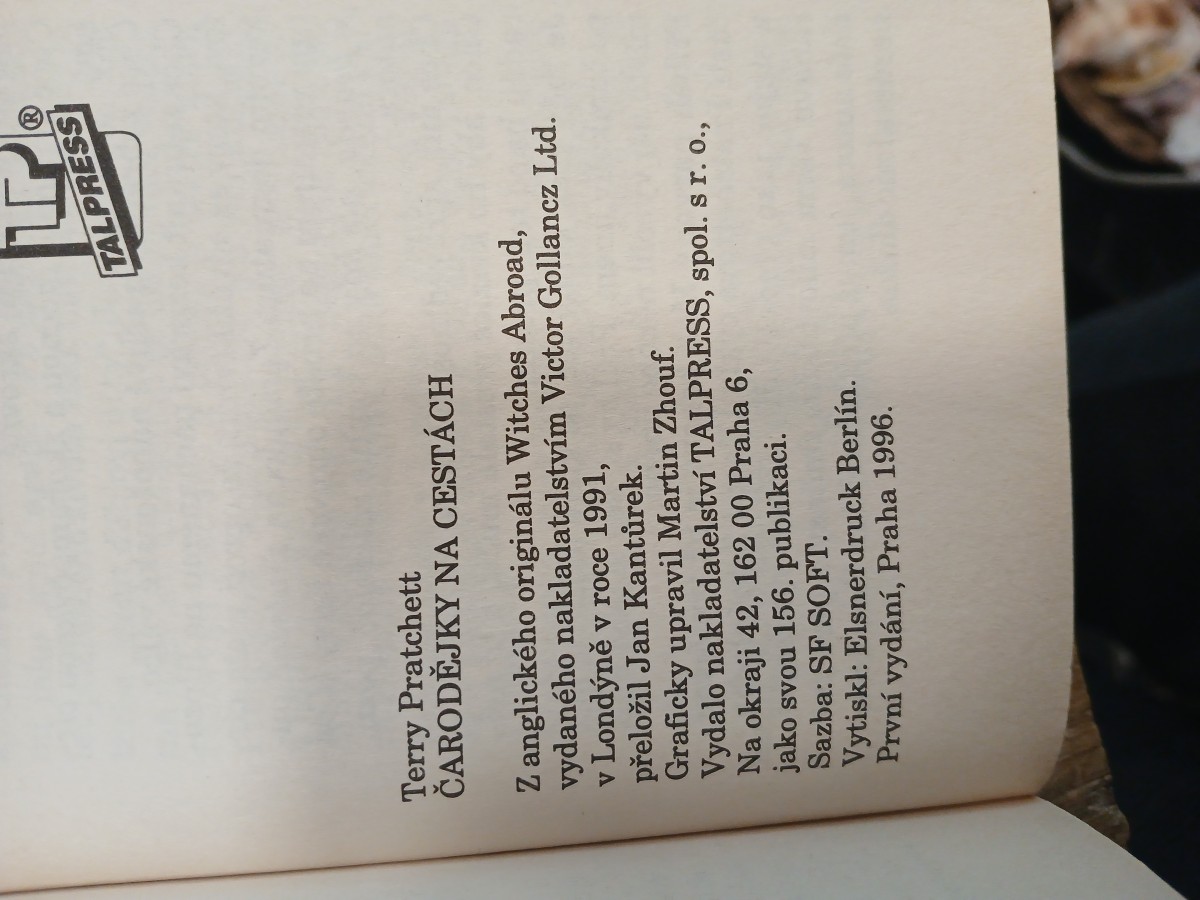 TP®
TALPRESS
Terry Pratchett
ČARODĚJKY NA CESTÁCH
Z anglického originálu Witches Abroad,
vydaného nakladatelstvím Victor Gollancz Ltd.
v Londýně v roce 1991,
přeložil Jan Kantůrek.
Graficky upravil Martin Zhouf.
Vydalo nakladatelství TALPRESS, spol. s r. o.,
Na okraji 42, 162 00 Praha 6,
jako svou 156. publikaci.
Sazba: SF SOFT.
Vytiskl: Elsnerdruck Berlín.
První vydání, Praha 1996.